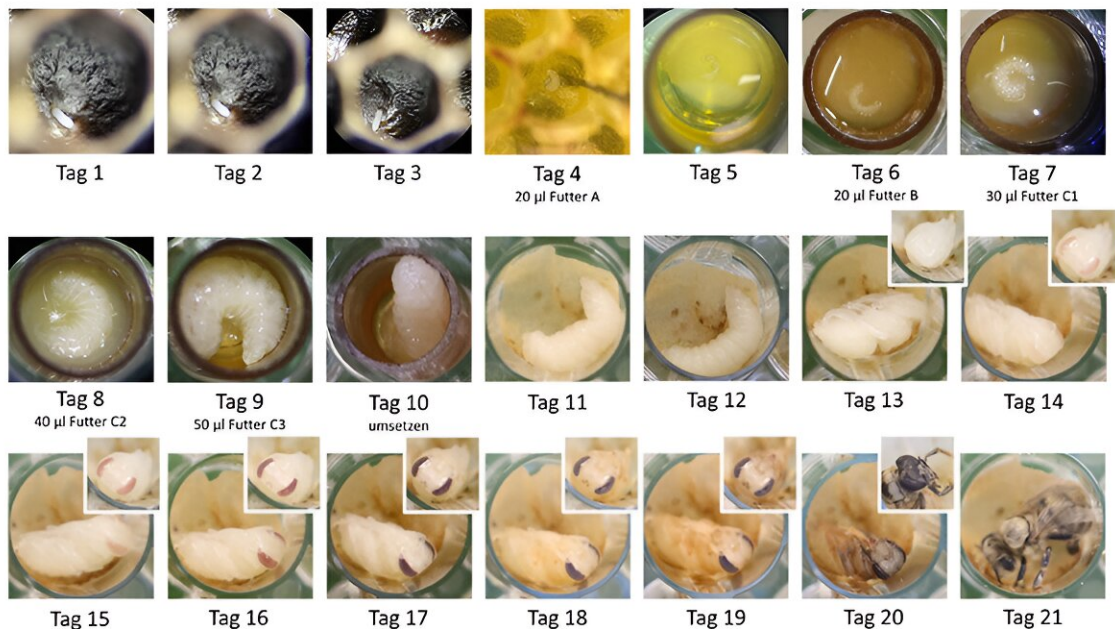 Tag 1
Tag 2
Tag 3
Tag 4
20 µl Futter A
Tag 5
Tag 6
20 µl Futter B
Tag 7
30 µl Futter C1
Tag 8
40 µl Futter C2
Tag 9
50 µl Futter C3
Tag 10
umsetzen
Tag 11
Tag 12
Tag 13
Tag 14
Tag 15
Tag 16
Tag 17
Tag 18
Tag 19
Tag 20
Tag 21